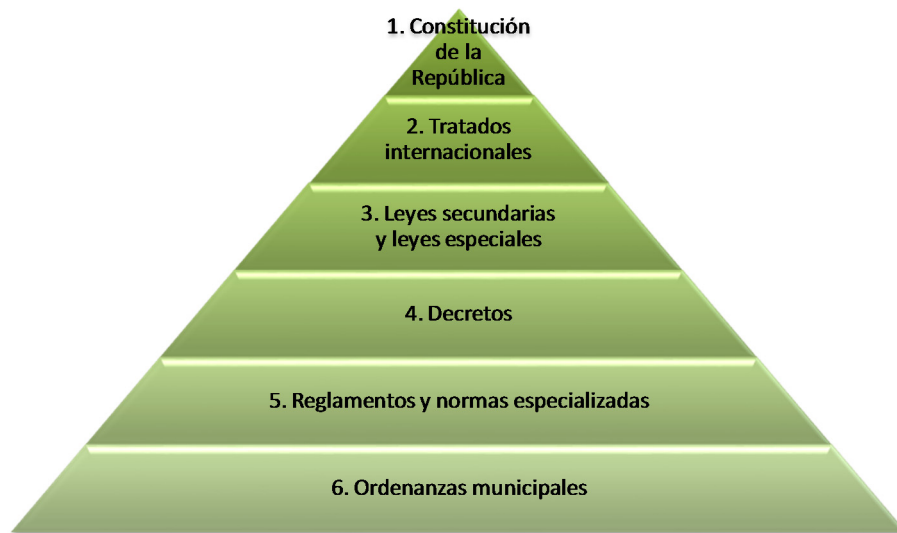 1. Constitución
de la
República
2. Tratados
internacionales
3. Leyes secundarias
y leyes especiales
4. Decretos
5. Reglamentos y normas especializadas
6. Ordenanzas municipales